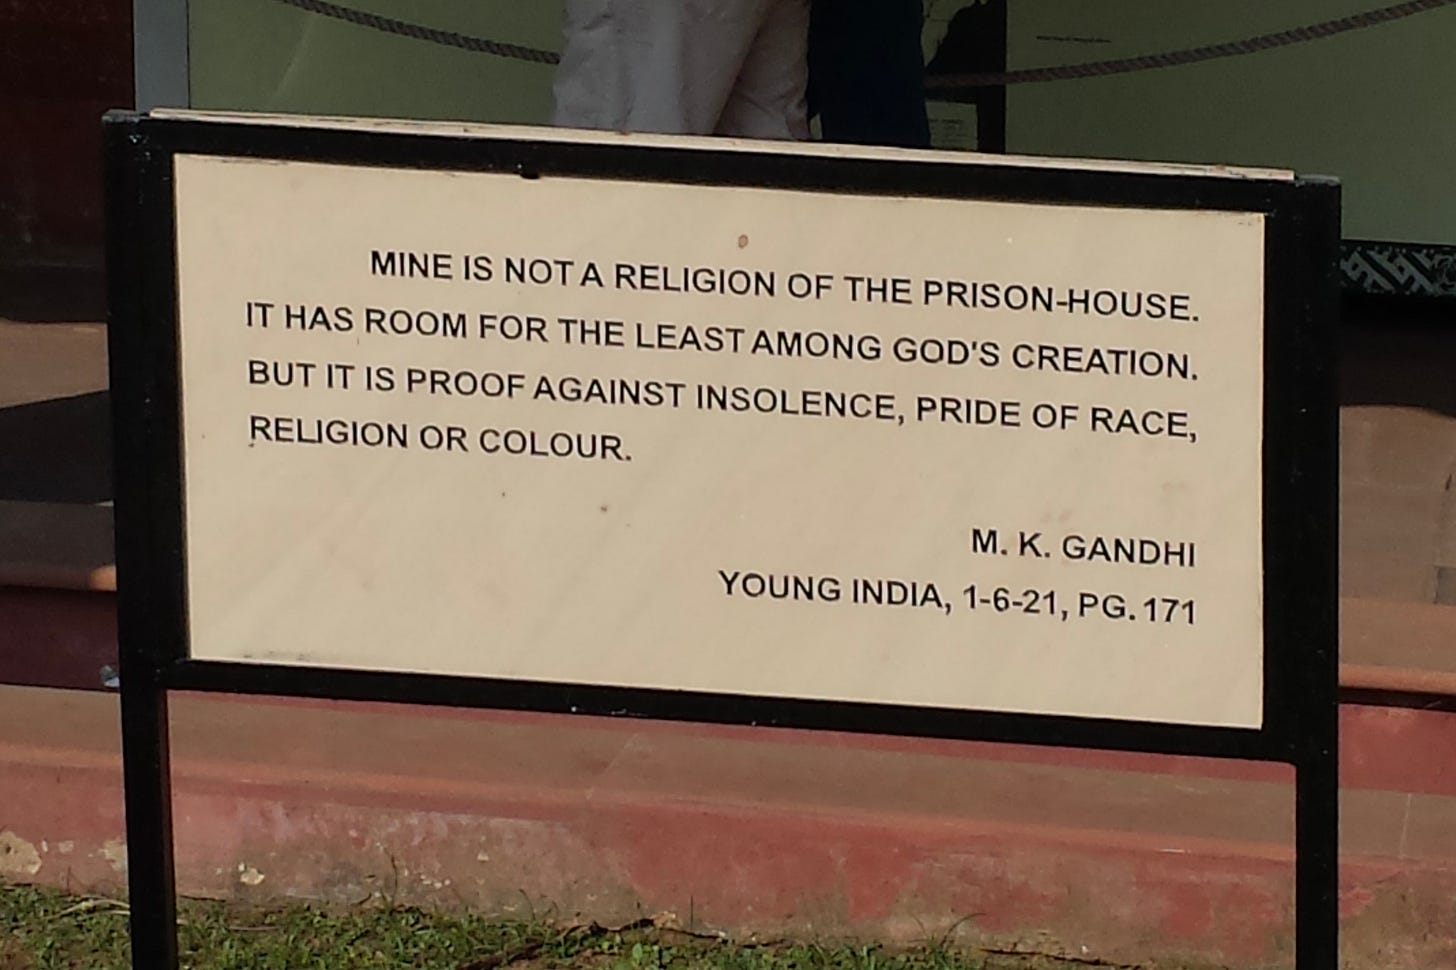 MINE IS NOT A RELIGION OF THE PRISON-HOUSE.
IT HAS ROOM FOR THE LEAST AMONG GOD'S CREATION.
BUT IT IS PROOF AGAINST INSOLENCE, PRIDE OF RACE,
RELIGION OR COLOUR.
M. K. GANDHI
YOUNG INDIA, 1-6-21, PG. 171